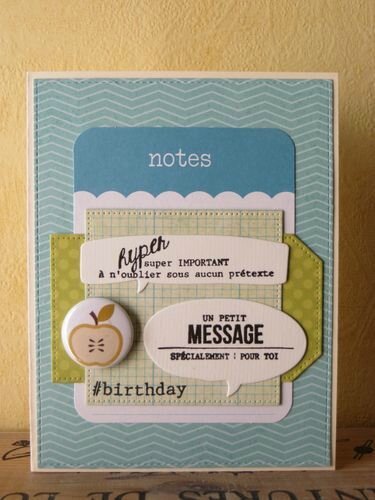 notes
hyper
super IMPORTANT
à n'oublier sous aucun prétexte
UN PETIT
MESSAGE
SPÉCIALEMENT : POUR TOI
#birthday